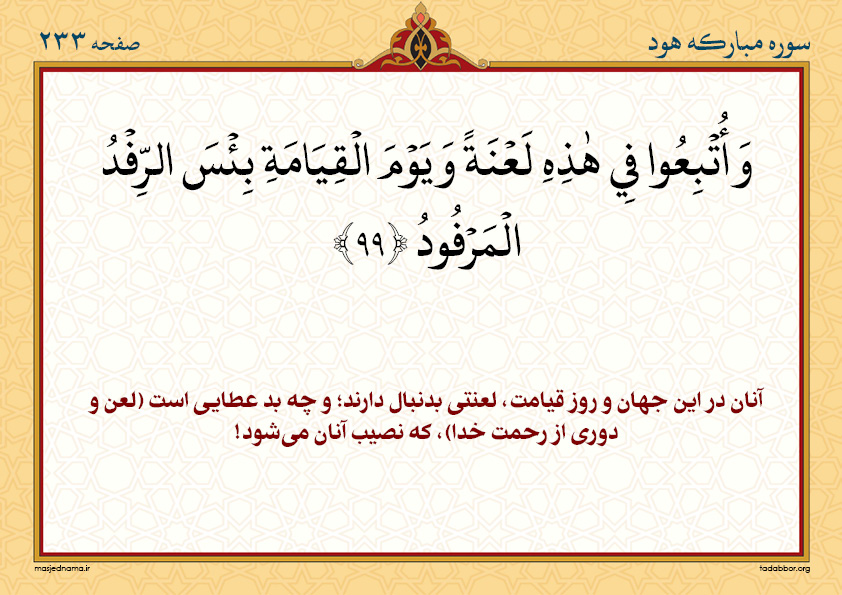 سوره مبارکه هود
صفحه ۲۳۳
وَأُتْبِعُوا فِي هَٰذِهِ لَعْنَةً وَيَوْمَ الْقِيَامَةِ بِئْسَ الرِّفْدُ
الْمَرْفُودُ ﴿۹۹﴾
آنان در این جهان و روز قیامت، لعنتی بدنبال دارند؛ و چه بد عطایی است (لعن و
دوری از رحمت خدا)، که نصیب آنان می‌شود!
masjednama.ir
tadabbor.org